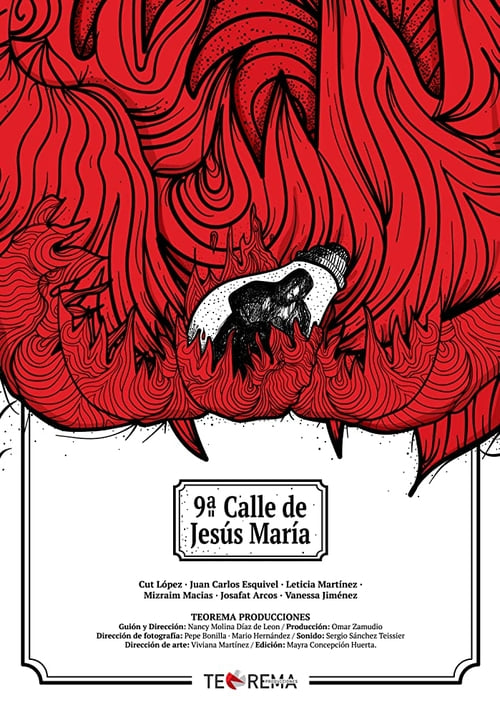 9ª Calle de
Jesús María
Cut López · Juan Carlos Esquivel · Leticia Martínez ·
Mizraim Macias · Josafat Arcos · Vanessa Jiménez
TEOREMA PRODUCCIONES
Guión y Dirección: Nancy Molina Díaz de Leon / Producción: Omar Zamudio
Dirección de fotografía: Pepe Bonilla · Mario Hernández / Sonido: Sergio Sánchez Teissier
Dirección de arte: Viviana Martínez / Edición: Mayra Concepción Huerta.
TEOREMA
PRODUCCIONES